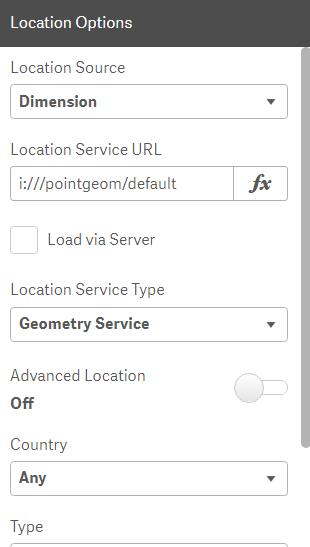 Location Options
Location Source
Dimension
Location Service URL
i:///pointgeom/default
fx
Load via Server
Location Service Type
Geometry Service
Advanced Location
Off
Country
Any
Type